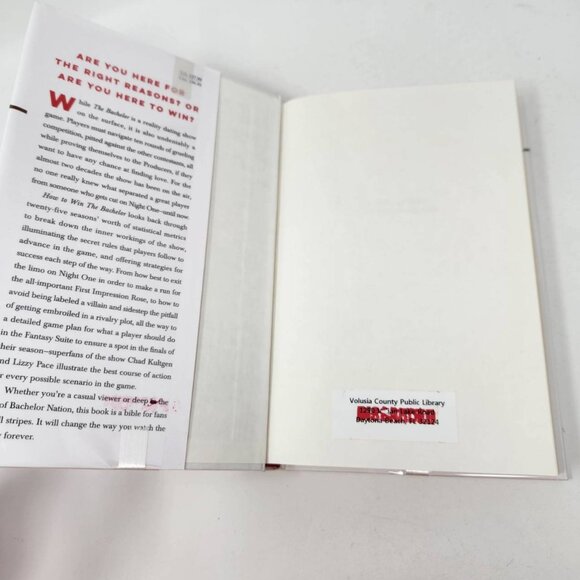 ARE YOU HERE FOR
THE RIGHT REASONS? OR
ARE YOU HERE TO WIN?
While The Bachelor is a reality dating show
on the surface, it is also undeniably a
game. Players must navigate ten rounds of grueling
competition, pitted against the other contestants, all
while proving themselves to the Producers, if they
want to have any chance at finding love. For the
almost two decades the show has been on the air,
no one really knew what separated a great player
from someone who gets cut on Night One—until now.
How to Win The Bachelor looks back through
twenty-five seasons' worth of statistical metrics
to break down the inner workings of the show,
illuminating the secret rules that players follow to
advance in the game, and offering strategies for
success each step of the way. From how best to exit
the limo on Night One in order to make a run for
the all-important First Impression Rose, to how to
avoid being labeled a villain and sidestep the pitfall
of getting embroiled in a rivalry plot, all the way to
a detailed game plan for what a player should do
in the Fantasy Suite to ensure a spot in the finals of
their season—superfans of the show Chad Kultgen
and Lizzy Pace illustrate the best course of action
or every possible scenario in the game.
Whether you're a casual viewer or deep in the
of Bachelor Nation, this book is a bible for fans
ll stripes. It will change the way you watch the
y forever.
Volusia County Public Library
Daytona Beach, FL 32124